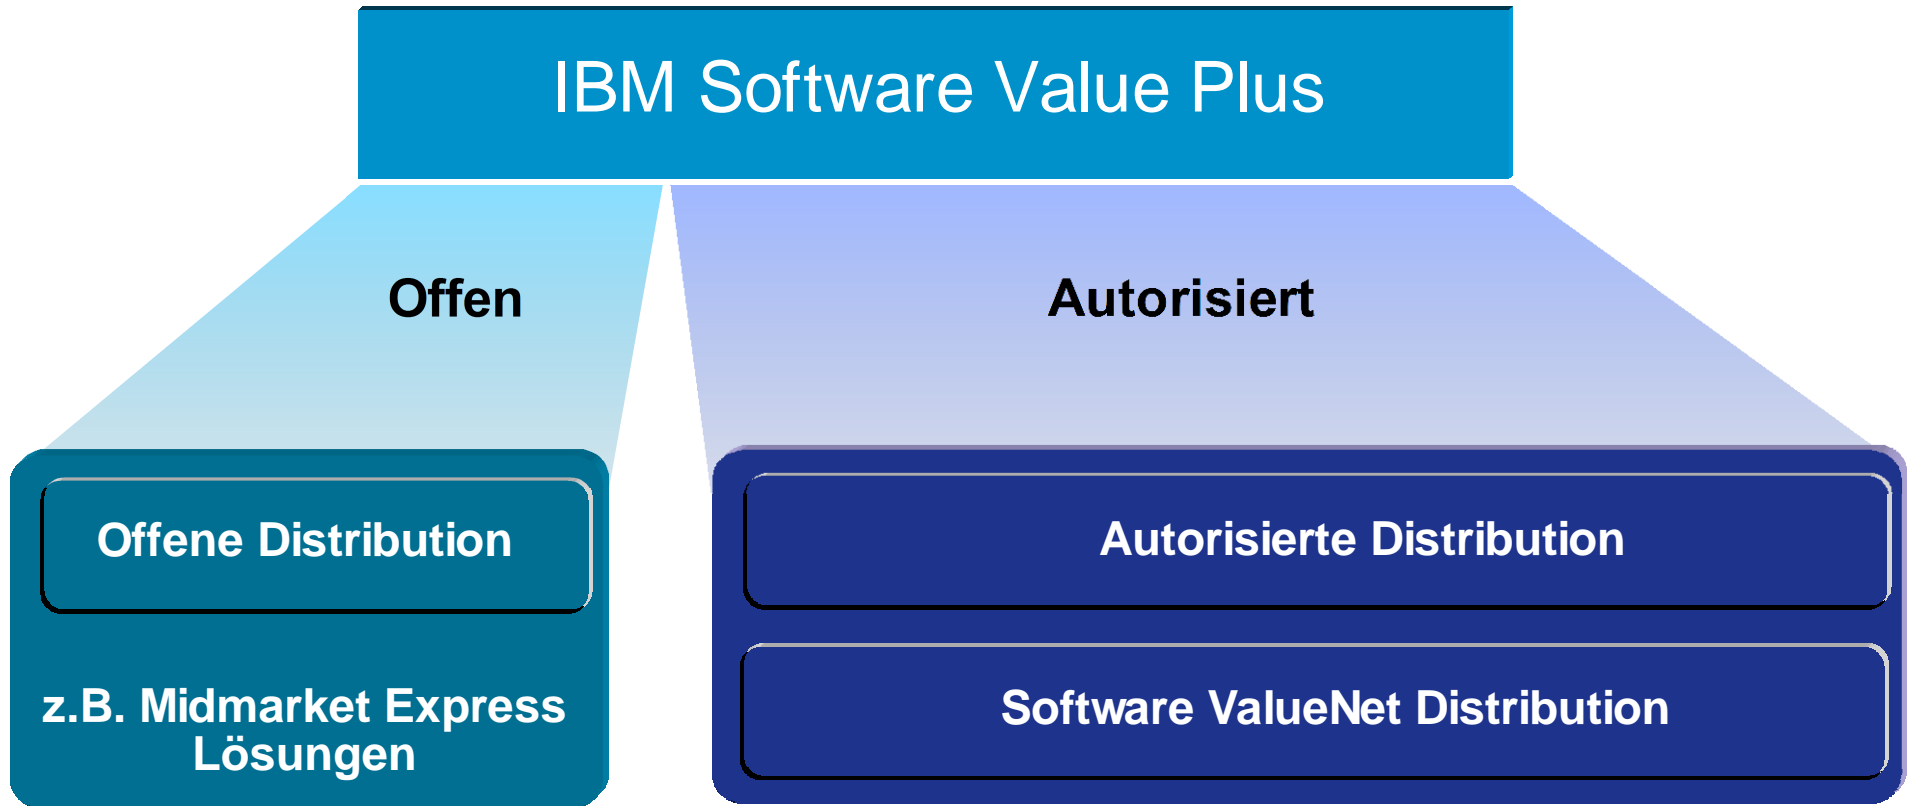 IBM Software Value Plus
Offen
Autorisiert
Offene Distribution
z.B. Midmarket Express
Lösungen
Autorisierte Distribution
Software ValueNet Distribution